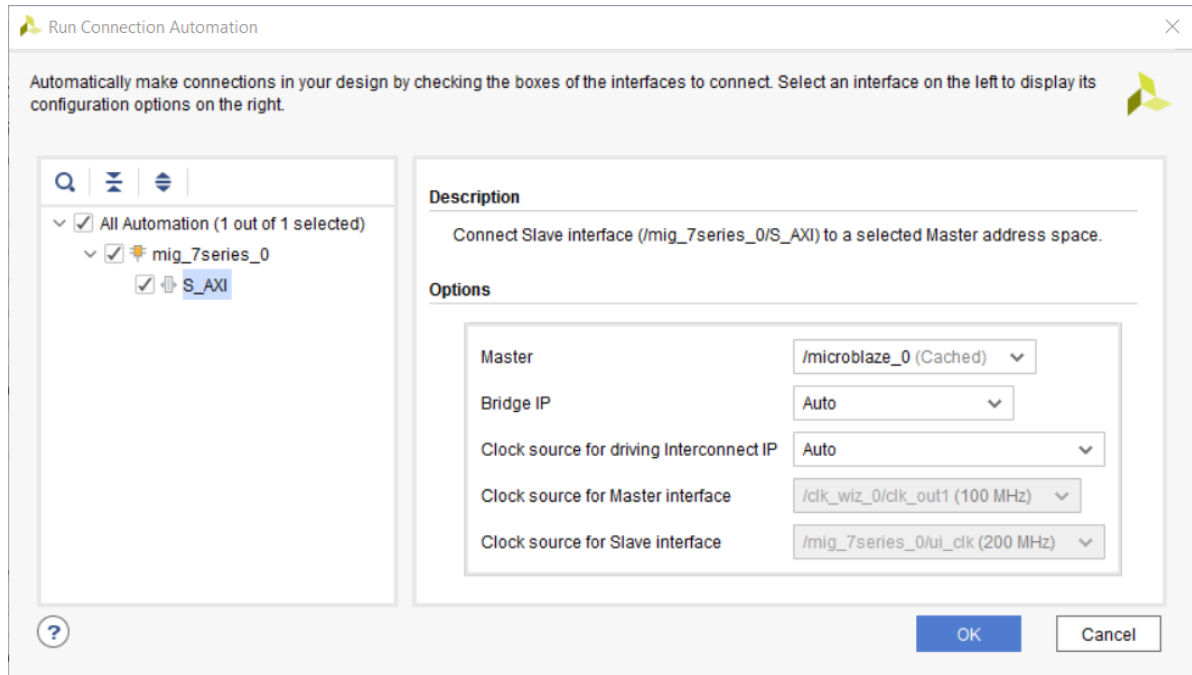 Run Connection Automation
Automatically make connections in your design by checking the boxes of the interfaces to connect. Select an interface on the left to display its
configuration options on the right.
All Automation (1 out of 1 selected)
mig_7series_0
S_AXI
Description
Connect Slave interface (/mig_7series_0/S_AXI) to a selected Master address space.
Options
Master /microblaze_0 (Cached)
Bridge IP Auto
Clock source for driving Interconnect IP Auto
Clock source for Master interface /clk_wiz_0/clk_out1 (100 MHz)
Clock source for Slave interface /mig_7series_0/ui_clk (200 MHz)
? OK Cancel